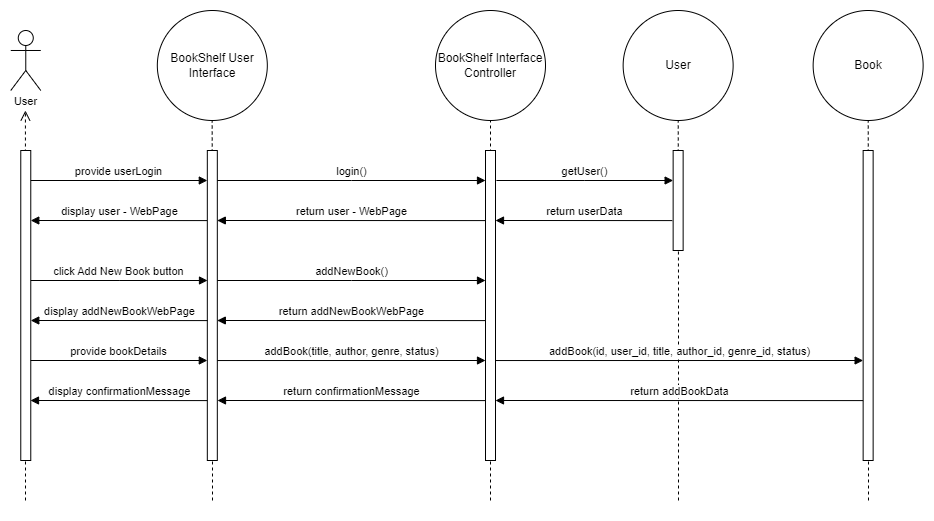 BookShelf User
Interface
BookShelf Interface
Controller
User
Book
User
provide userLogin
login()
getUser()
display user - WebPage
return user - WebPage
return userData
click Add New Book button
addNewBook()
display addNewBookWebPage
return addNewBookWebPage
provide bookDetails
addBook(title, author, genre, status)
addBook(id, user_id, title, author_id, genre_id, status)
display confirmationMessage
return confirmationMessage
return addBookData